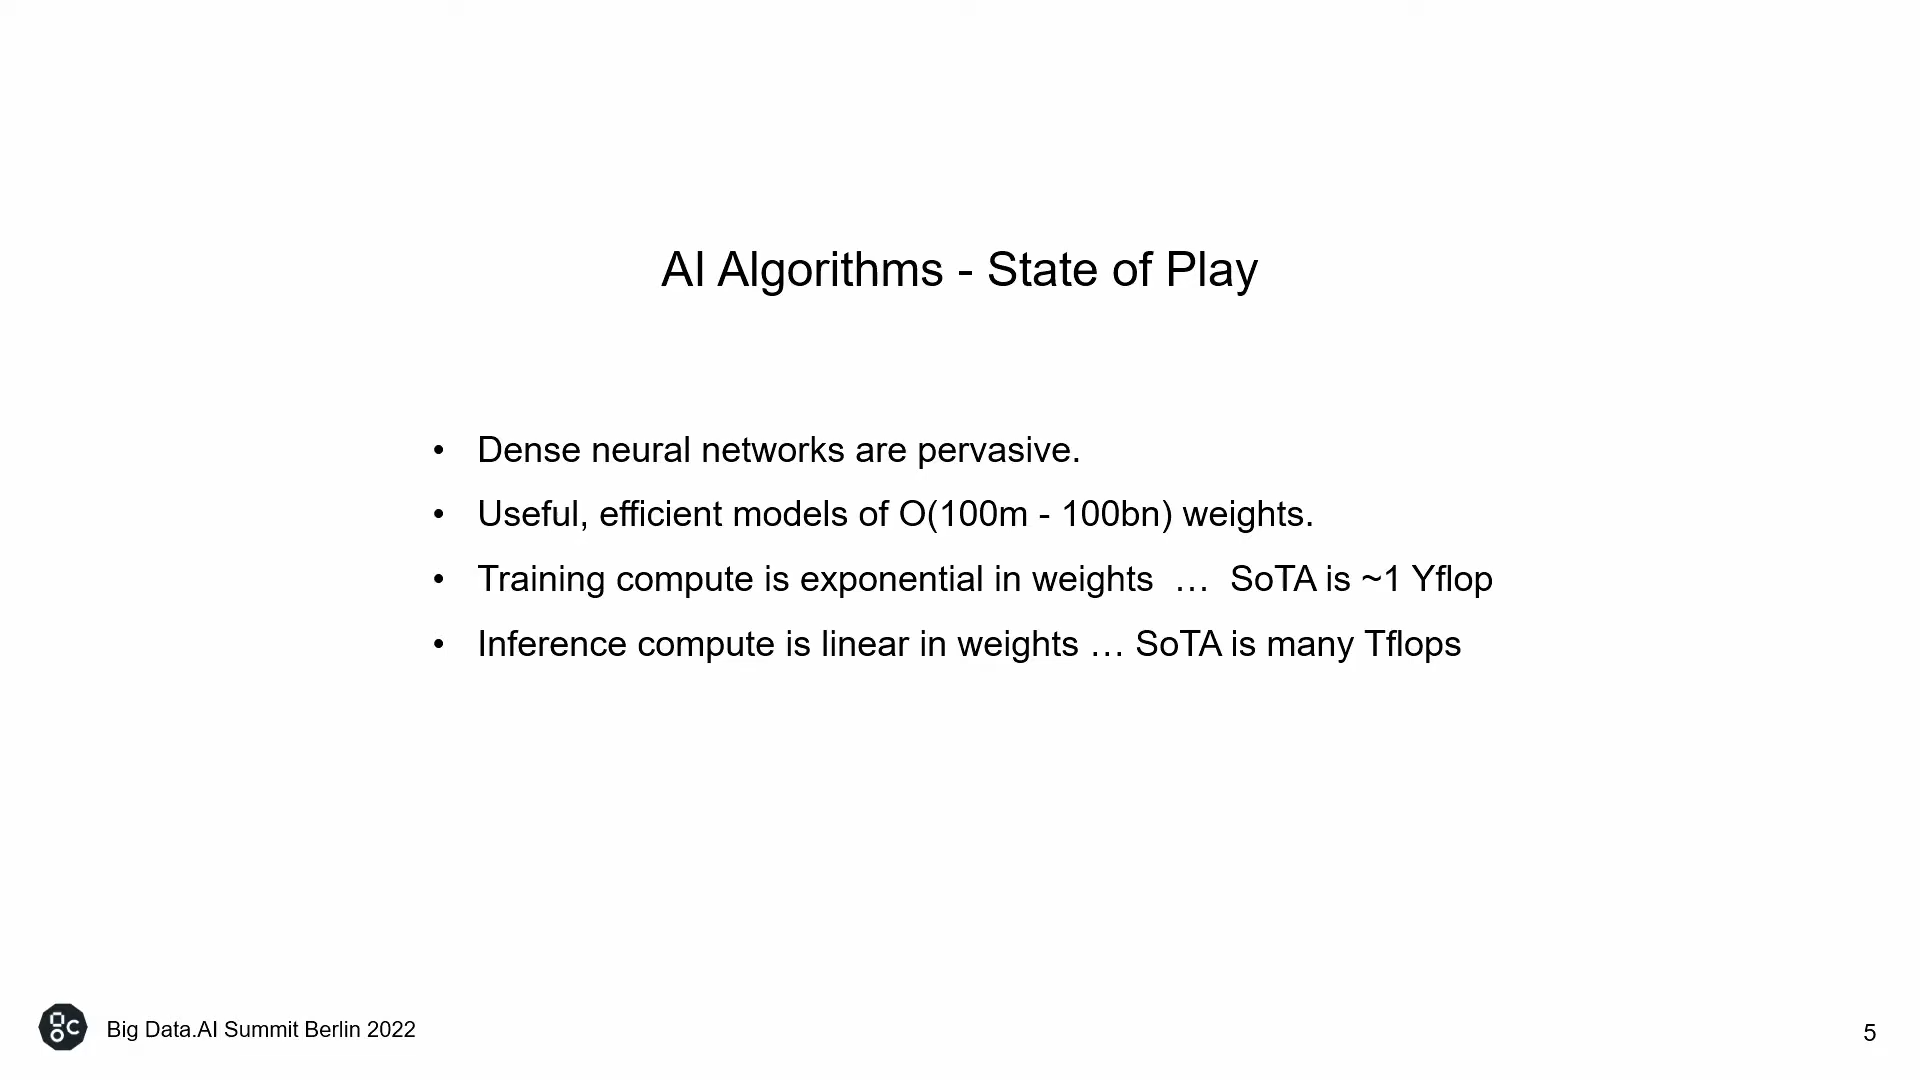 AI Algorithms - State of Play
• Dense neural networks are pervasive.
• Useful, efficient models of O(100m - 100bn) weights.
• Training compute is exponential in weights … SoTA is ~1 Yflop
• Inference compute is linear in weights … SoTA is many Tflops
gc Big Data.AI Summit Berlin 2022
5